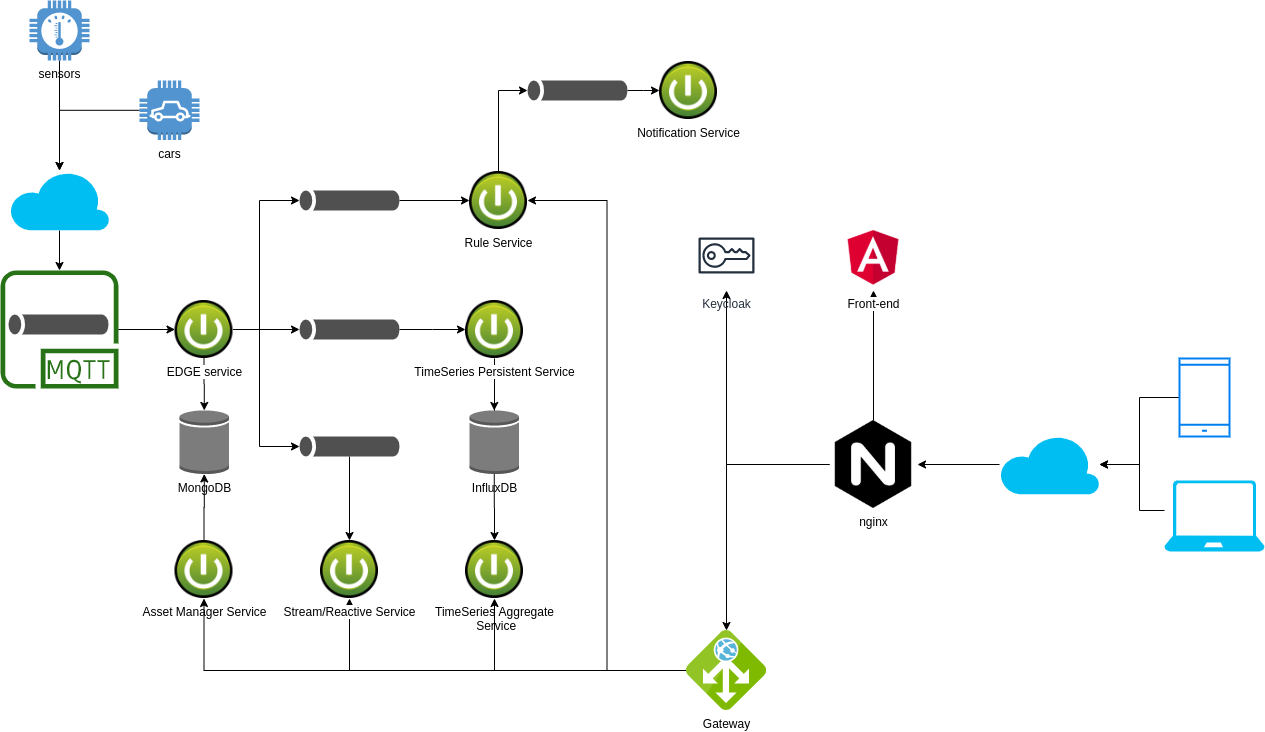 sensors
cars
Notification Service
Rule Service
Keycloak
Front-end
MQTT
EDGE service
TimeSeries Persistent Service
MongoDB
InfluxDB
nginx
Asset Manager Service
Stream/Reactive Service
TimeSeries Aggregate
Service
Gateway